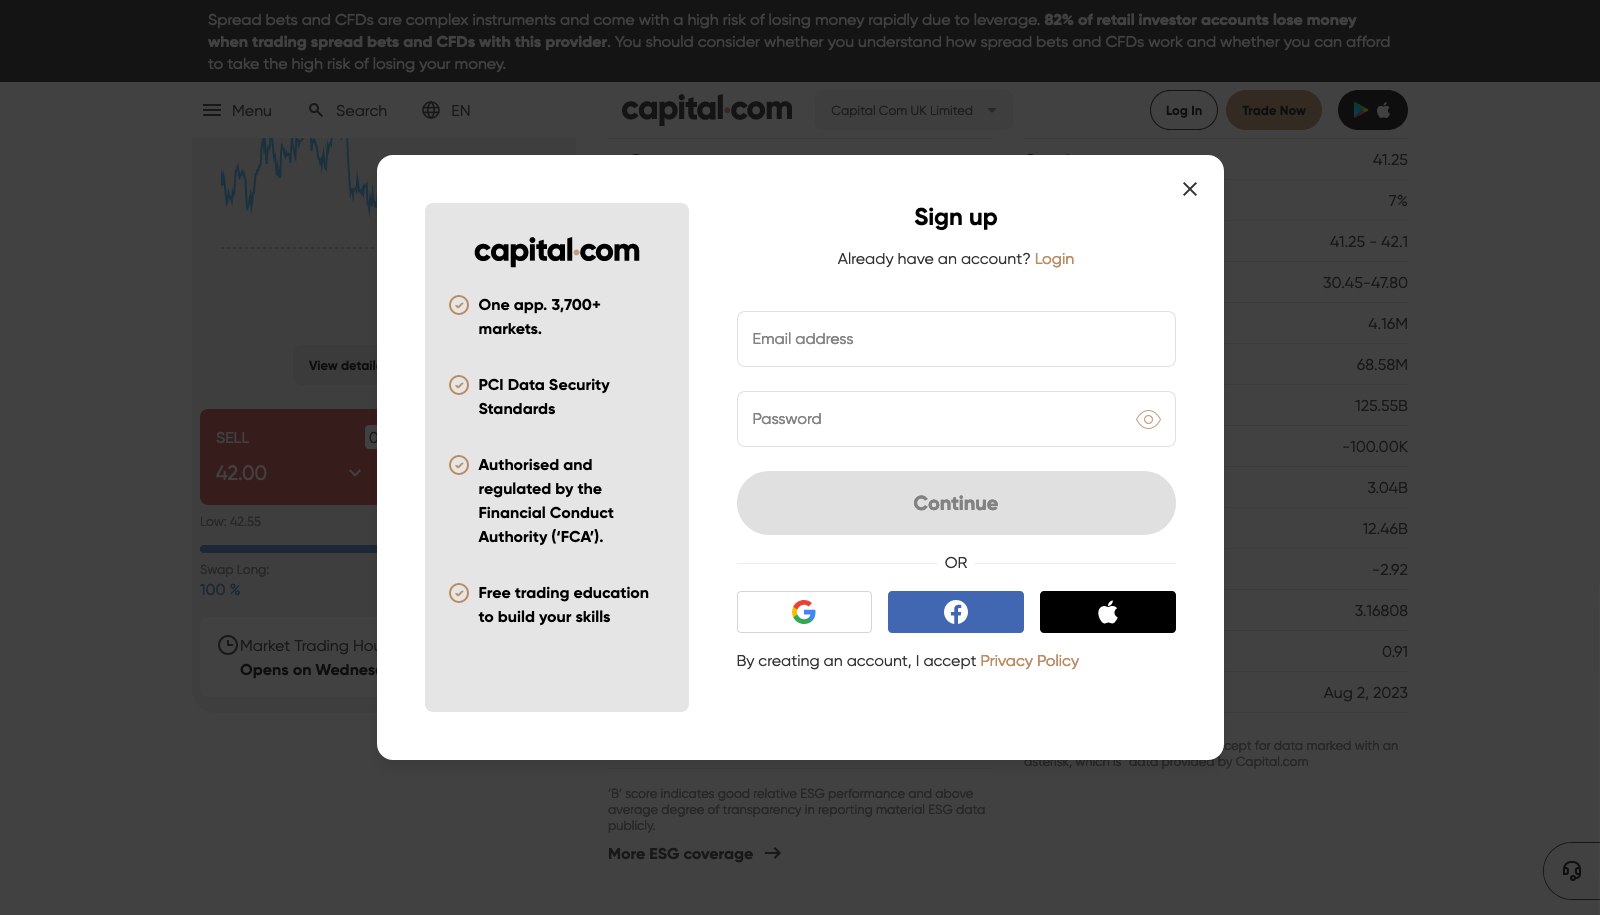 Spread bets and CFDs are complex instruments and come with a high risk of losing money rapidly due to leverage. 82% of retail investor accounts lose money
when trading spread bets and CFDs with this provider. You should consider whether you understand how spread bets and CFDs work and whether you can afford
to take the high risk of losing your money.
Menu
Search
EN
capital.com
Capital Com UK Limited
Log In
Trade Now
View detail
SELL
42.00
Low: 42.55
Swap Long:
100 %
Market Trading Hou
Opens on Wednes
capital.com
One app. 3,700+
markets.
PCI Data Security
Standards
Authorised and
regulated by the
Financial Conduct
Authority (‘FCA’).
Free trading education
to build your skills
Sign up
Already have an account? Login
Email address
Password
Continue
OR
By creating an account, I accept Privacy Policy
41.25
7%
41.25 - 42.1
30.45-47.80
4.16M
68.58M
125.55B
-100.00K
3.04B
12.46B
-2.92
3.16808
0.91
Aug 2, 2023
cept for data marked with an
asterisk, which is * data provided by Capital.com
'B' score indicates good relative ESG performance and above
average degree of transparency in reporting material ESG data
publicly.
More ESG coverage